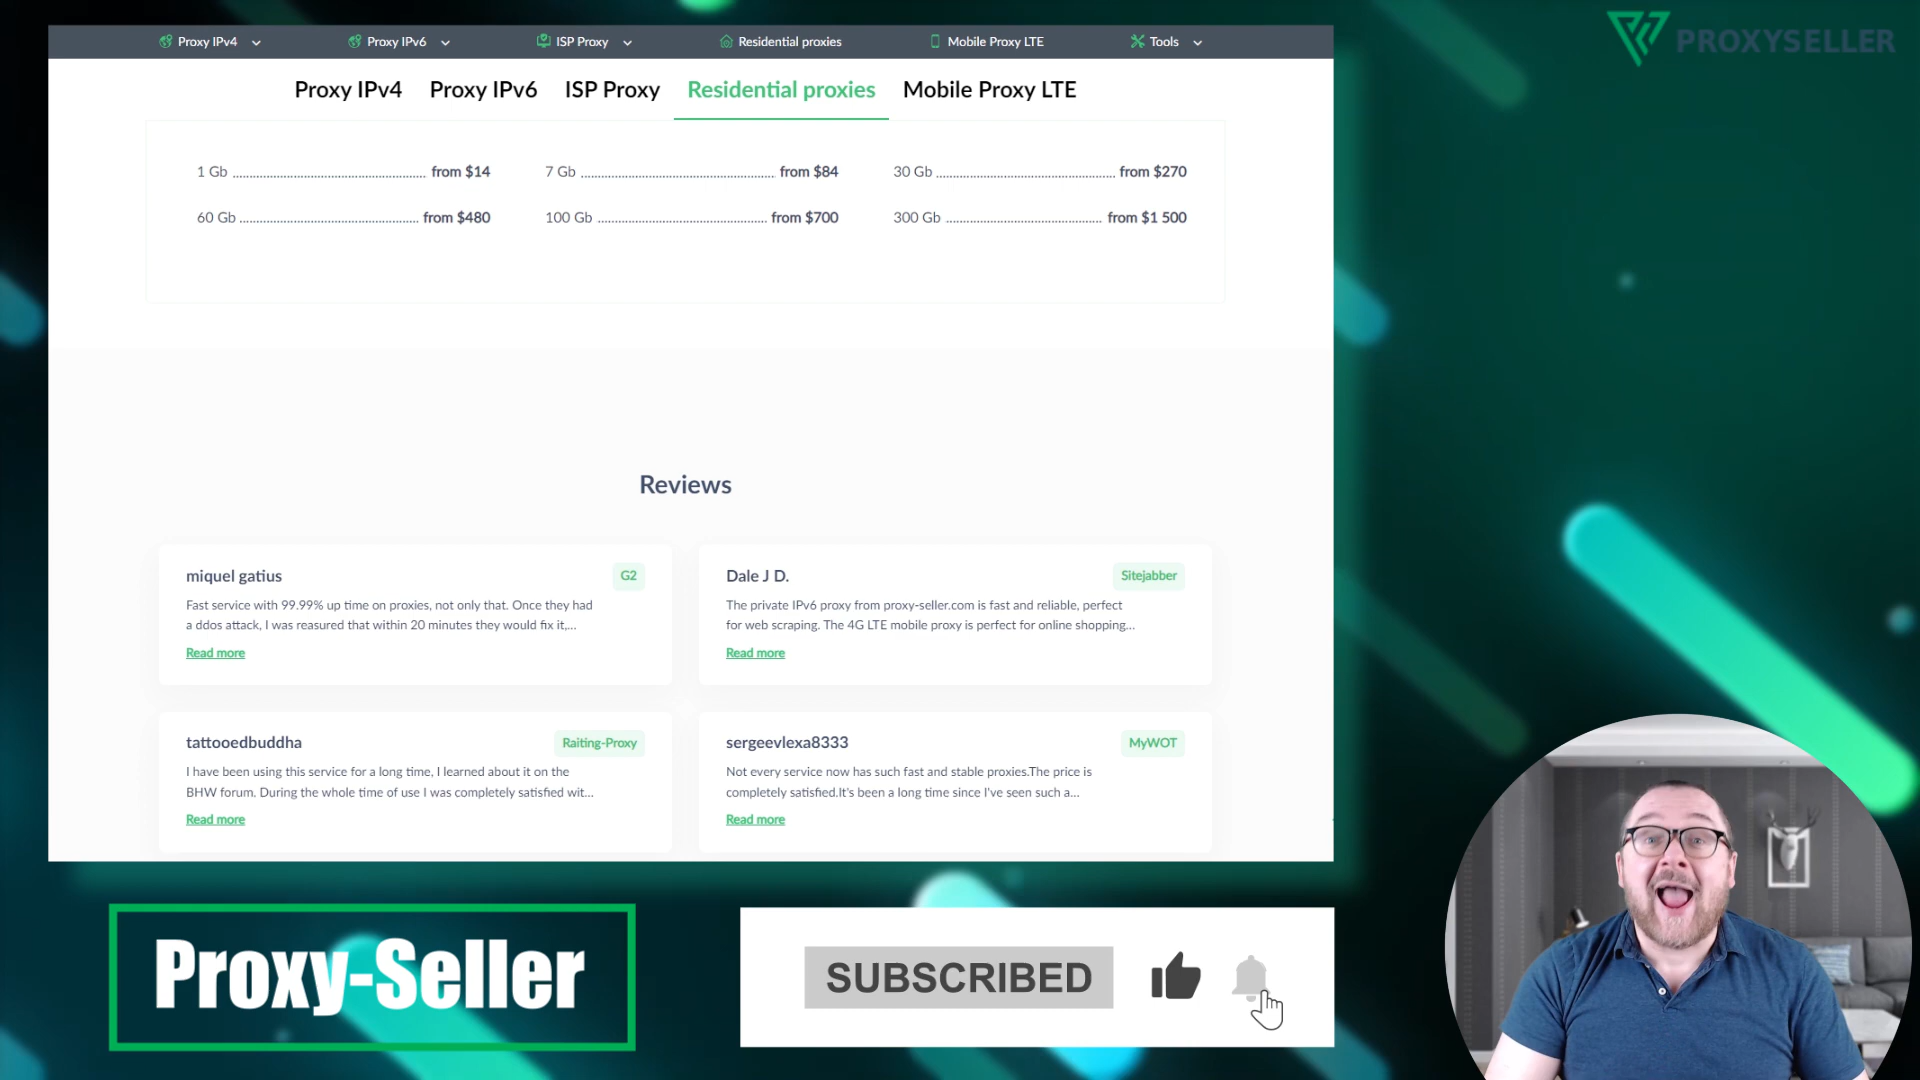 Proxy IPv4
Proxy IPv6
ISP Proxy
Residential proxies
Mobile Proxy LTE
Tools
PROXYSELLER
Proxy IPv4
Proxy IPv6
ISP Proxy
Residential proxies
Mobile Proxy LTE
1 Gb from $14
7 Gb from $84
30 Gb from $270
60 Gb from $480
100 Gb from $700
300 Gb from $1 500
Reviews
miquel gatius
G2
Fast service with 99.99% up time on proxies, not only that. Once they had
a ddos attack, I was reasured that within 20 minutes they would fix it,...
Read more
Dale J D.
Sitejabber
The private IPv6 proxy from proxy-seller.com is fast and reliable, perfect
for web scraping. The 4G LTE mobile proxy is perfect for online shopping...
Read more
tattooedbuddha
Raiting-Proxy
I have been using this service for a long time, I learned about it on the
BHW forum. During the whole time of use I was completely satisfied wit...
Read more
sergeevlexa8333
MyWOT
Not every service now has such fast and stable proxies.The price is
completely satisfied.It's been a long time since I've seen such a...
Read more
Proxy-Seller
SUBSCRIBED